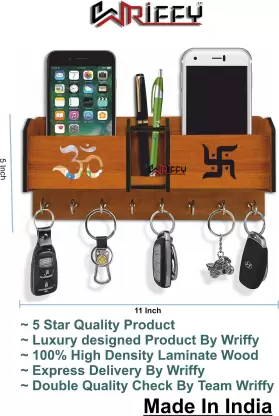 WRIFFY
5 inch
ॐ
WRIFFY
11 Inch
~ 5 Star Quality Product
~ Luxury designed Product By Wriffy
~ 100% High Density Laminate Wood
~ Express Delivery By Wriffy
~ Double Quality Check By Team Wriffy
Made In India